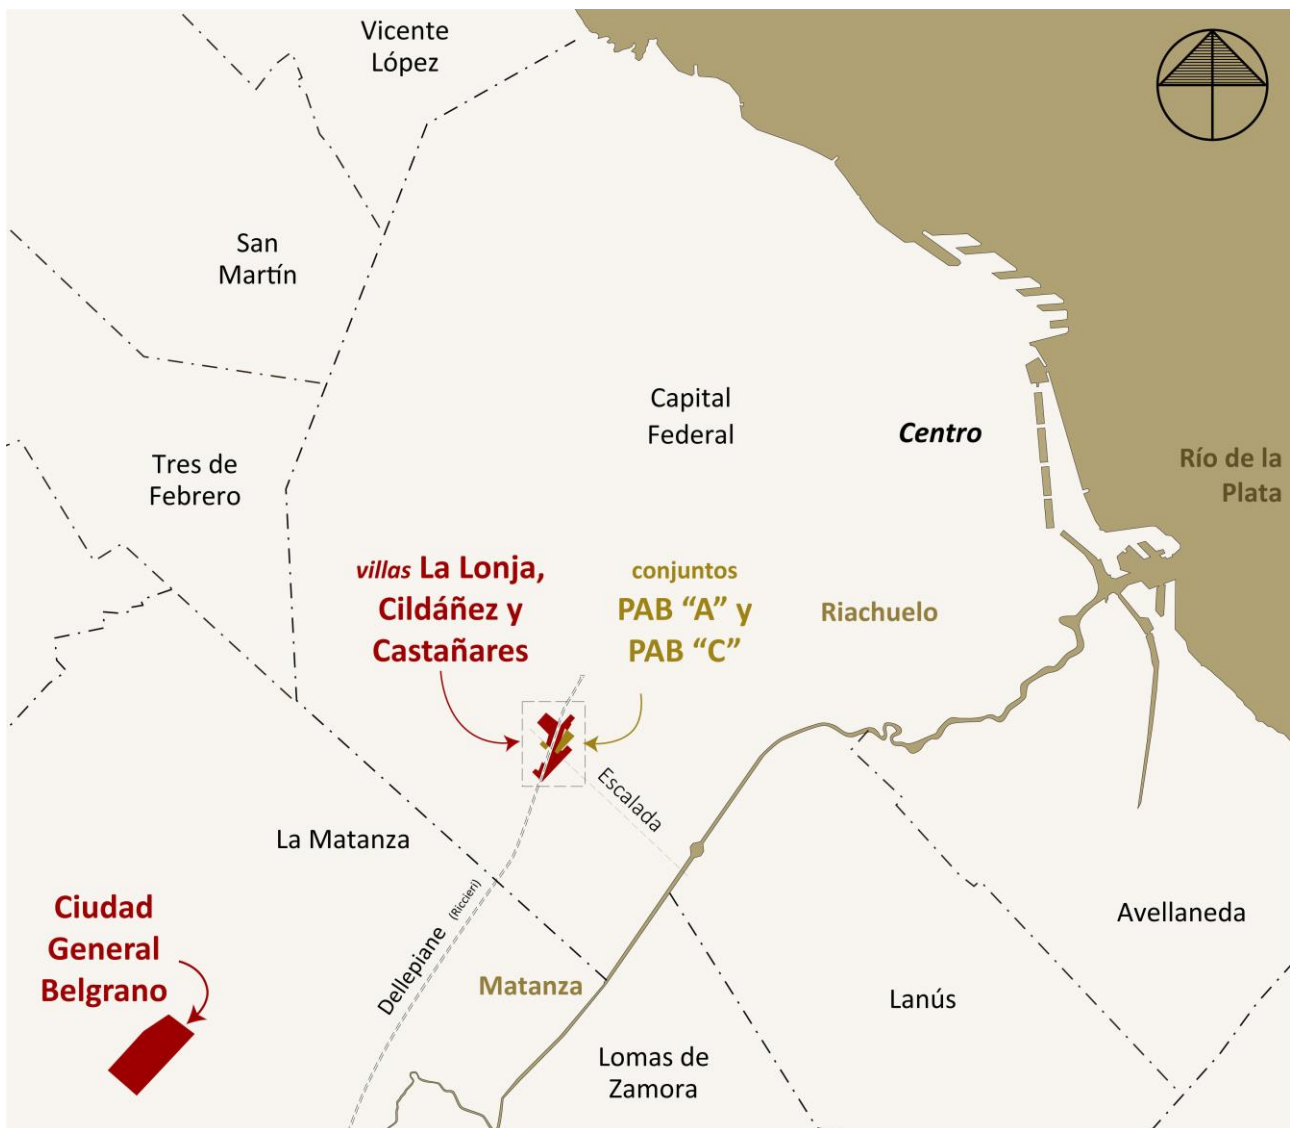 Vicente
López
San
Martín
Capital
Federal
Centro
Tres de
Febrero
Río de la
Plata
villas La Lonja,
Cildáñez y
Castañares
conjuntos
PAB “A” y
PAB “C”
Riachuelo
Escalada
La Matanza
Dellepiane (Riccieri)
Ciudad
General
Belgrano
Matanza
Avellaneda
Lanús
Lomas de
Zamora